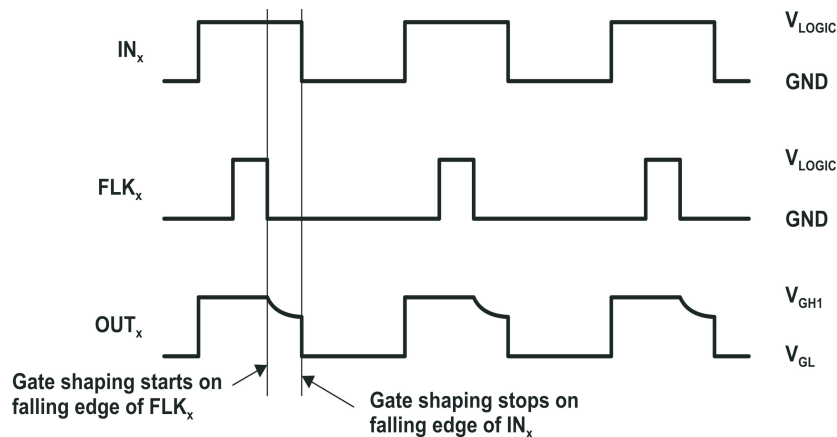 INx
VLOGIC
GND
FLKx
VLOGIC
GND
OUTx
VGH1
VGL
Gate shaping starts on
falling edge of FLKx
Gate shaping stops on
falling edge of INx